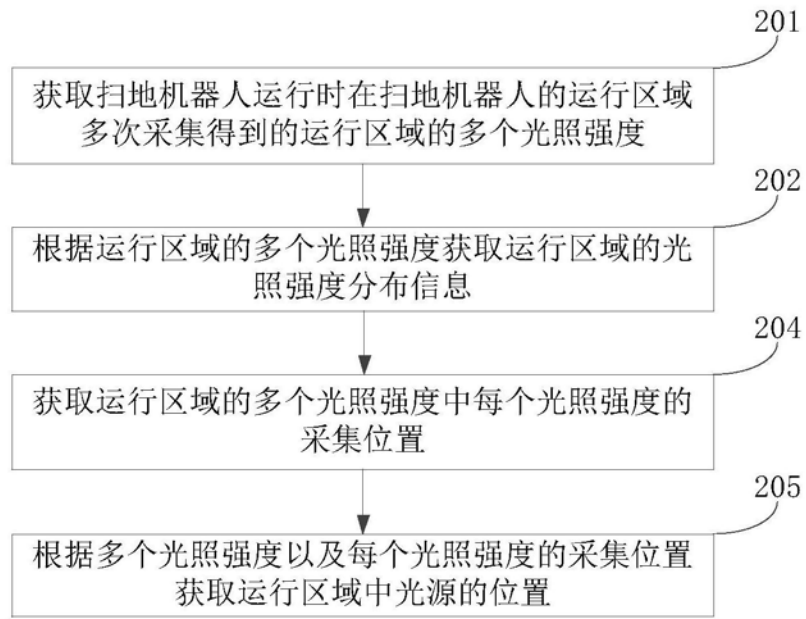 201
获取扫地机器人运行时在扫地机器人的运行区域
多次采集得到的运行区域的多个光照强度
202
根据运行区域的多个光照强度获取运行区域的光
照强度分布信息
204
获取运行区域的多个光照强度中每个光照强度的
采集位置
205
根据多个光照强度以及每个光照强度的采集位置
获取运行区域中光源的位置